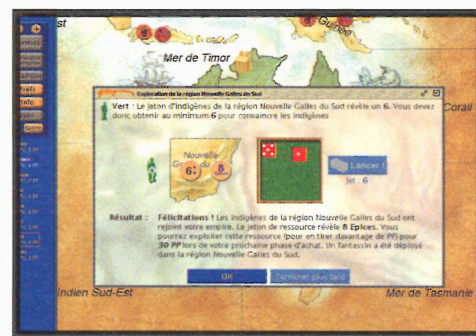 st
Guinée
Mer de Timor
Corail
Exploration de la région Nouvelle Galles du Sud
Vert : Le jeton d'indigènes de la région Nouvelle Galles du Sud révèle un 6. Vous devez
donc obtenir au minimum 6 pour convaincre les indigènes
Nouvelle
Galles du
6
8
Lancer !
Jet : 6
Résultat : Félicitations ! Les indigènes de la région Nouvelle Galles du Sud ont
rejoint votre empire. Le jeton de ressource révèle 8 Epices. Vous
pourrez exploiter cette ressource (pour en tirer davantage de PP) pour
30 PP lors de votre prochaine phase d'achat. Un fantassin a été déployé
dans la région Nouvelle Galles du Sud.
OK
Terminer plus tard
Indien Sud-Est
Mer de Tasmanie